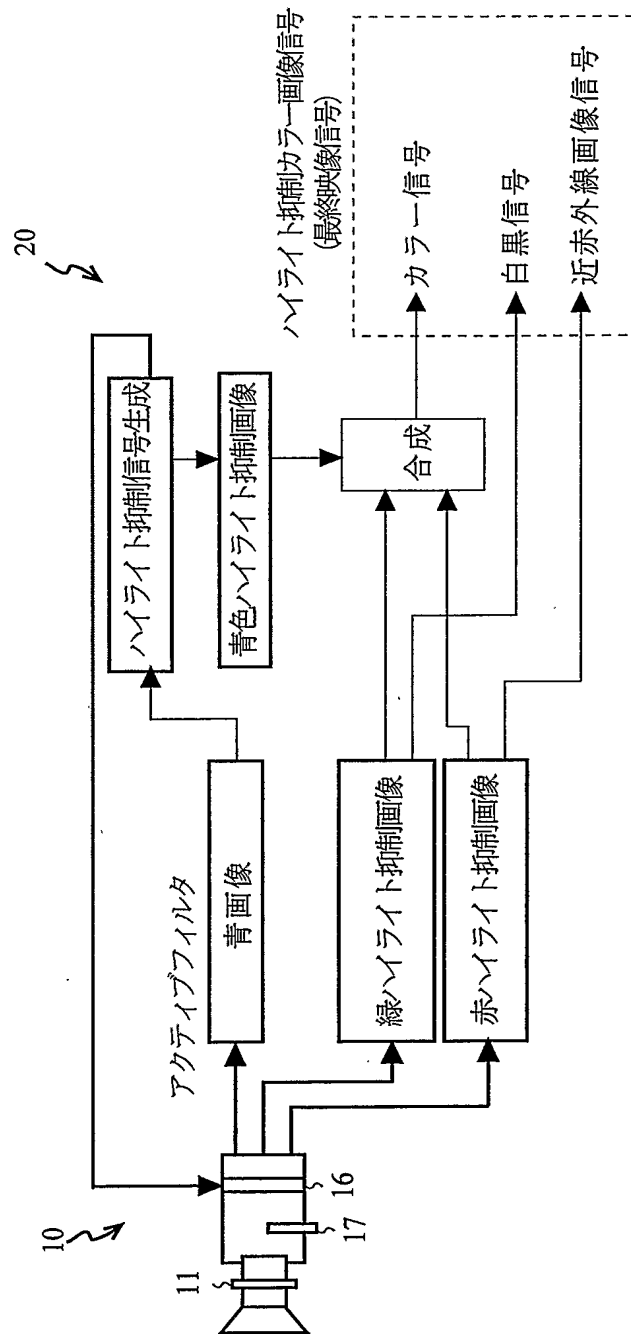 20
ハイライト抑制カラー画像信号
(最終映像信号)
カラー信号
白黒信号
近赤外線画像信号
ハイライト抑制信号生成
青色ハイライト抑制画像
合成
アクティブフィルタ
青画像
緑ハイライト抑制画像
赤ハイライト抑制画像
10
11
17
16